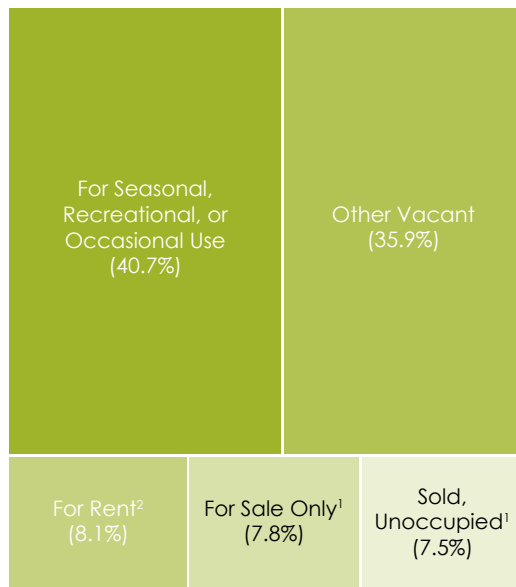 For Seasonal,
Recreational, or
Occasional Use
(40.7%)
Other Vacant
(35.9%)
For Rent²
(8.1%)
For Sale Only¹
(7.8%)
Sold,
Unoccupied¹
(7.5%)